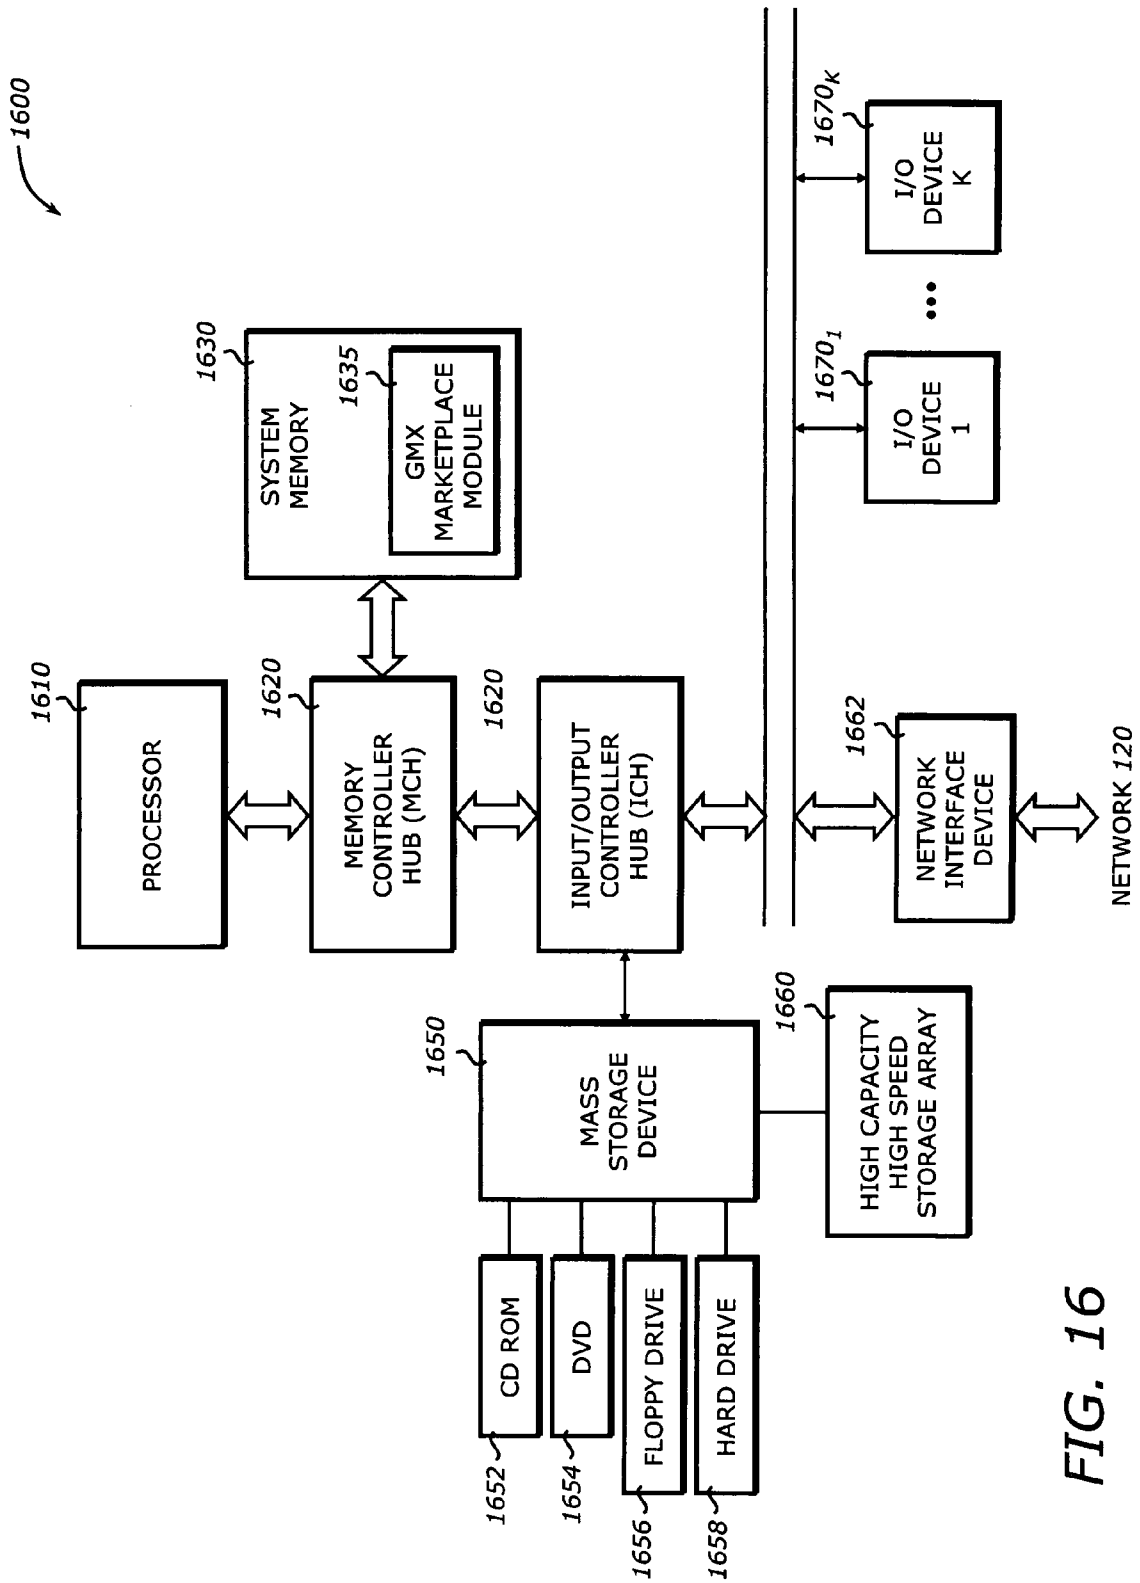 1600
1610
PROCESSOR
1620
MEMORY
CONTROLLER
HUB (MCH)
1630
SYSTEM
MEMORY
1635
GMX
MARKETPLACE
MODULE
1620
INPUT/OUTPUT
CONTROLLER
HUB (ICH)
1650
MASS
STORAGE
DEVICE
1652
CD ROM
1654
DVD
1656
FLOPPY DRIVE
1658
HARD DRIVE
1660
HIGH CAPACITY
HIGH SPEED
STORAGE ARRAY
1662
NETWORK
INTERFACE
DEVICE
NETWORK 120
1670₁
I/O
DEVICE
1
•••
1670ₖ
I/O
DEVICE
K
FIG. 16